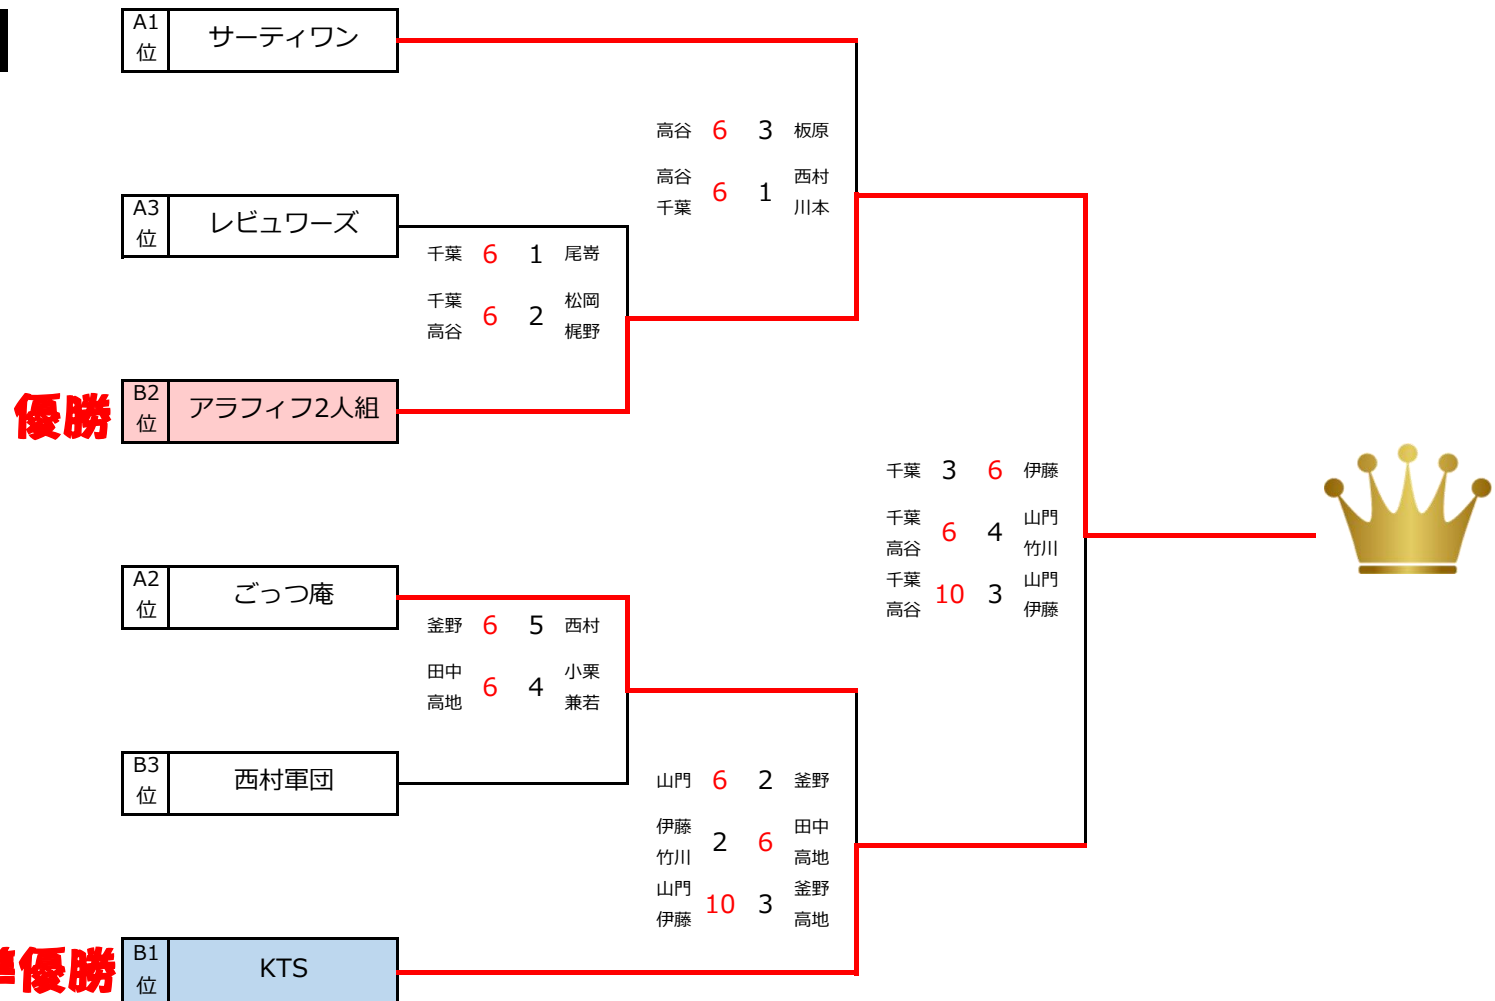 A1位 サーティワン
高谷 6 3 板原
高谷 千葉 6 1 西村 川本
A3位 レビュワーズ
千葉 6 1 尾嵜
千葉 高谷 6 2 松岡 梶野
優勝 B2位 アラフィフ2人組
千葉 3 6 伊藤
千葉 高谷 6 4 山門 竹川
千葉 高谷 10 3 山門 伊藤
A2位 ごっつ庵
釜野 6 5 西村
田中 高地 6 4 小栗 兼若
B3位 西村軍団
山門 6 2 釜野
伊藤 竹川 2 6 田中 高地
山門 伊藤 10 3 釜野 高地
準優勝 B1位 KTS